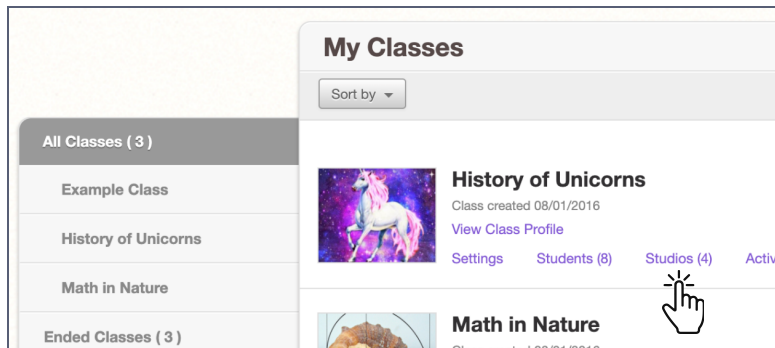 My Classes
Sort by
All Classes ( 3 )
Example Class
History of Unicorns
Math in Nature
Ended Classes ( 3 )
History of Unicorns
Class created 08/01/2016
View Class Profile
Settings Students (8) Studios (4) Activ
Math in Nature